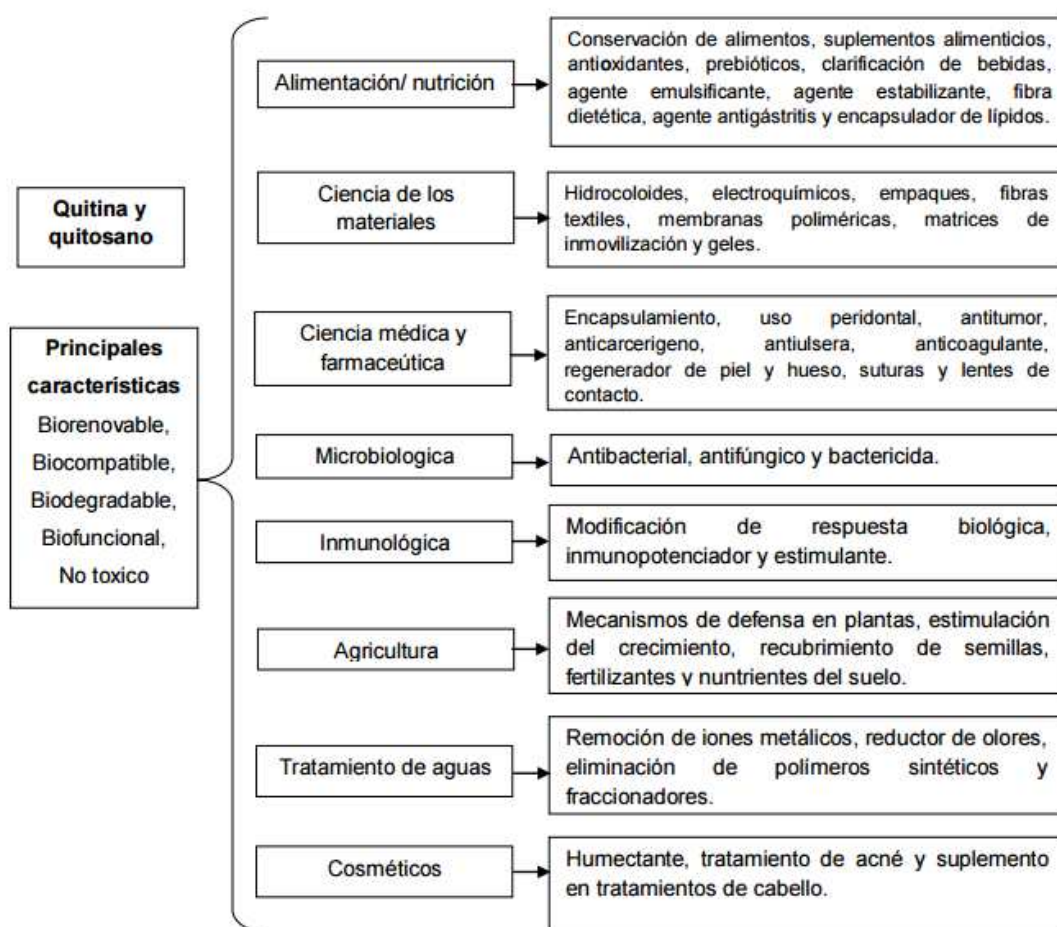 Quitina y
quitosano
Principales
características
Biorenovable,
Biocompatible,
Biodegradable,
Biofuncional,
No toxico
Alimentación/ nutrición
Conservación de alimentos, suplementos alimenticios,
antioxidantes, prebióticos, clarificación de bebidas,
agente emulsificante, agente estabilizante, fibra
dietética, agente antigástritis y encapsulador de lípidos.
Ciencia de los
materiales
Hidrocoloides, electroquímicos, empaques, fibras
textiles, membranas poliméricas, matrices de
inmovilización y geles.
Ciencia médica y
farmaceútica
Encapsulamiento, uso peridontal, antitumor,
anticarcerigeno, antiulsera, anticoagulante,
regenerador de piel y hueso, suturas y lentes de
contacto.
Microbiologica
Antibacterial, antifúngico y bactericida.
Inmunológica
Modificación de respuesta biológica,
inmunopotenciador y estimulante.
Agricultura
Mecanismos de defensa en plantas, estimulación
del crecimiento, recubrimiento de semillas,
fertilizantes y nuntrientes del suelo.
Tratamiento de aguas
Remoción de iones metálicos, reductor de olores,
eliminación de polímeros sintéticos y
fraccionadores.
Cosméticos
Humectante, tratamiento de acné y suplemento
en tratamientos de cabello.